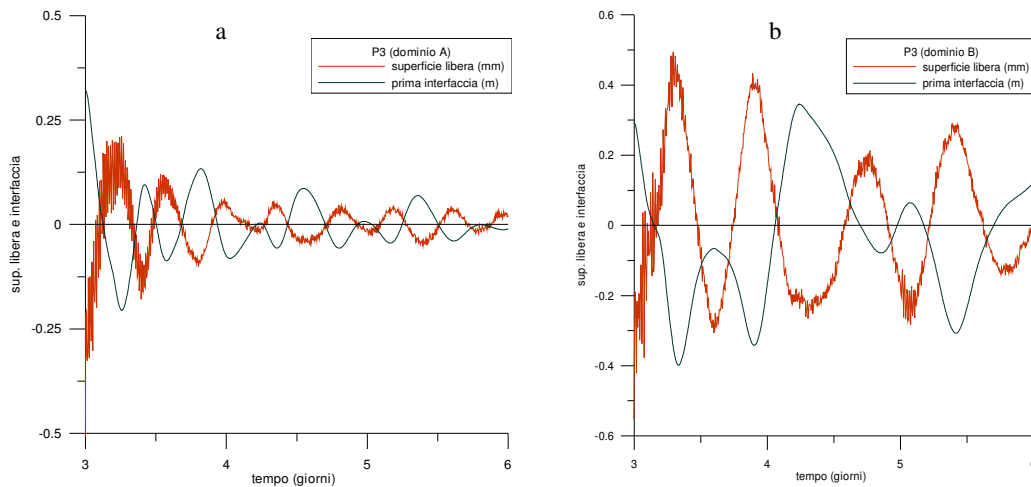 a
0.5
0.25
0
-0.25
-0.5
sup. libera e interfaccia
P3 (dominio A)
superficie libera (mm)
prima interfaccia (m)
3
4
5
6
tempo (giorni)
b
0.6
0.4
0.2
0
-0.2
-0.4
-0.6
sup. libera e interfaccia
P3 (dominio B)
superficie libera (mm)
prima interfaccia (m)
3
4
5
tempo (giorni)